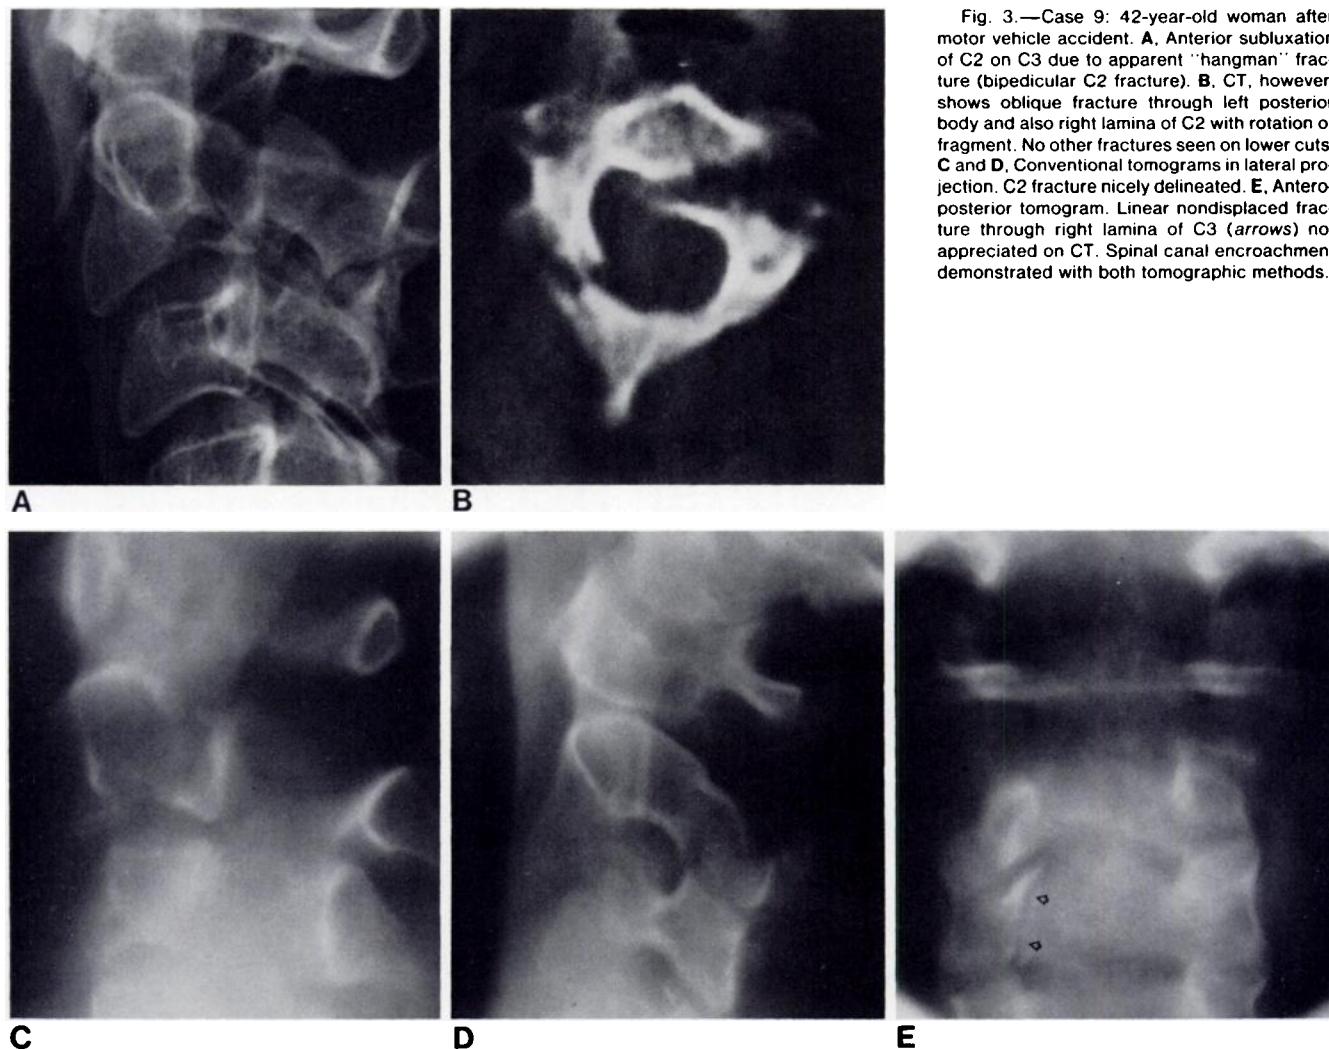 Fig. 3.—Case 9: 42-year-old woman after
motor vehicle accident. A, Anterior subluxation
of C2 on C3 due to apparent "hangman" frac
ture (bipedicular C2 fracture). B, CT, however
shows oblique fracture through left posterior
body and also right lamina of C2 with rotation o
fragment. No other fractures seen on lower cuts
C and D, Conventional tomograms in lateral pro
jection. C2 fracture nicely delineated. E, Antero
posterior tomogram. Linear nondisplaced frac
ture through right lamina of C3 (arrows) no
appreciated on CT. Spinal canal encroachmen
demonstrated with both tomographic methods.
A
B
C
D
E